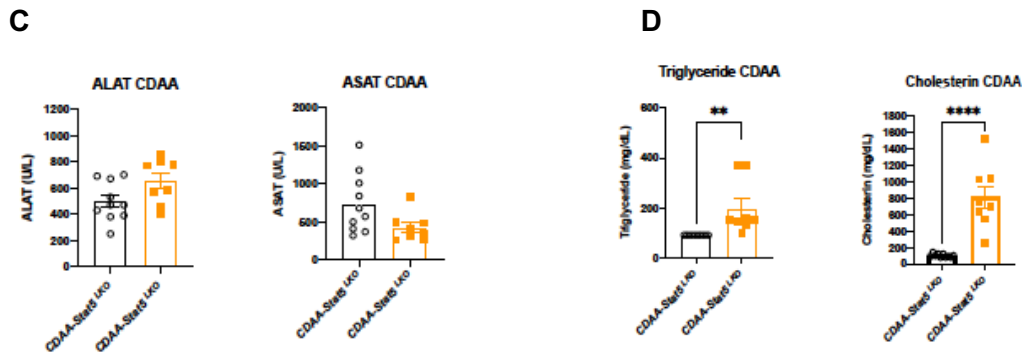 C
D
ALAT CDAA
ALAT (U/L)
1200
1000
800
600
400
200
0
CDAA-Stat5 LKO
CDAA-Stat5 LKO
ASAT CDAA
ASAT (U/L)
2000
1500
1000
500
0
CDAA-Stat5 LKO
CDAA-Stat5 LKO
Triglyceride CDAA
Triglyceride (mg/dL)
600
400
200
0
**
CDAA-Stat5 LKO
CDAA-Stat5 LKO
Cholesterin CDAA
Cholesterin (mg/dL)
1800
1600
1400
1200
1000
800
600
400
200
0
****
CDAA-Stat5 LKO
CDAA-Stat5 LKO